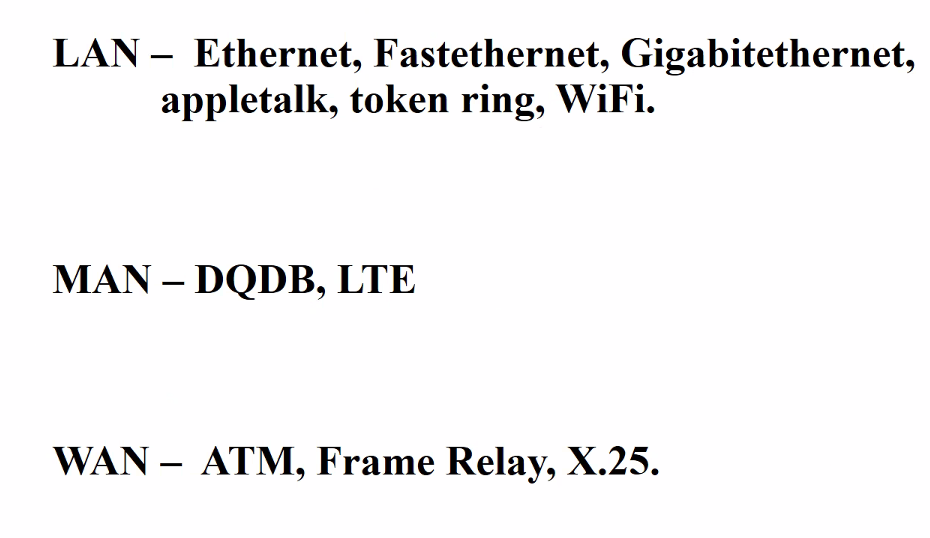 LAN – Ethernet, Fastethernet, Gigabitethernet,
appletalk, token ring, WiFi.
MAN – DQDB, LTE
WAN – ATM, Frame Relay, X.25.